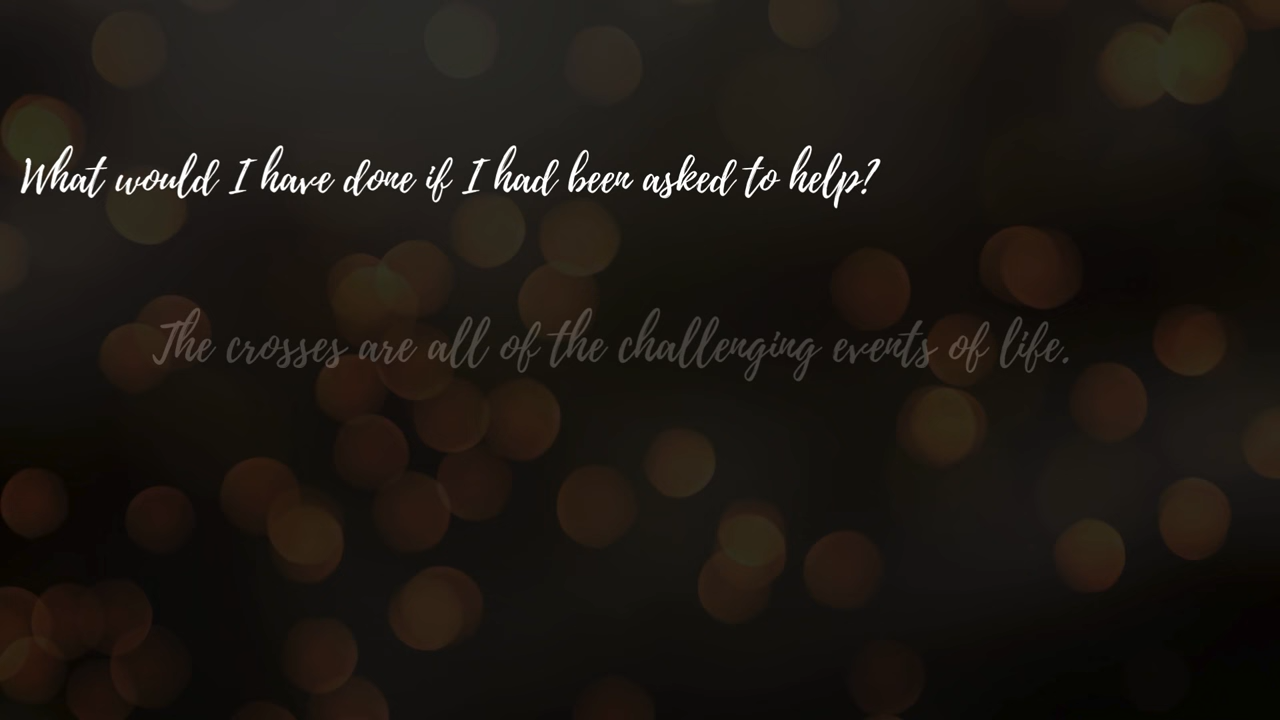 What would I have done if I had been asked to help?
The crosses are all of the challenging events of life.